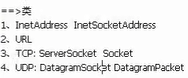 ==>类
1、InetAddress InetSocketAddress
2、URL
3、TCP: ServerSocket Socket
4、UDP: DatagramSocket DatagramPacket